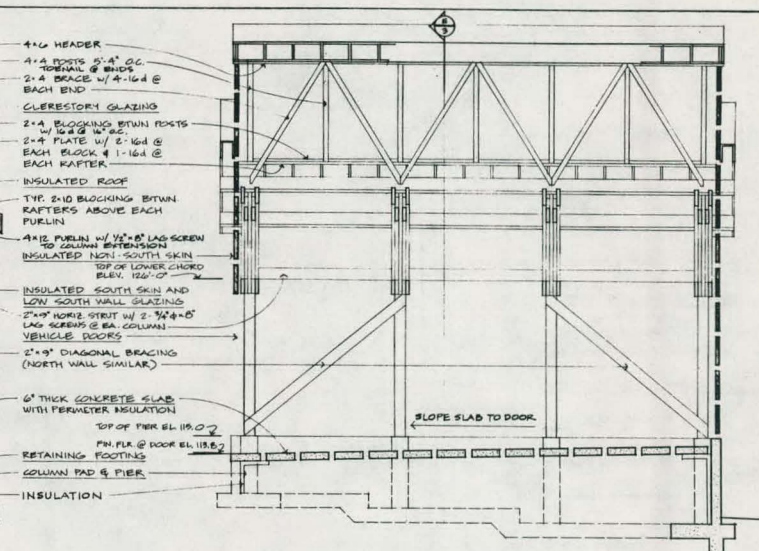 8
3
4×6 HEADER
4×4 POSTS 5'-4" O.C.
TOENAIL @ ENDS
2×4 BRACE W/ 4-16d @
EACH END
CLERESTORY GLAZING
2×4 BLOCKING BTWN POSTS
W/ 16d @ 16" O.C.
2×4 PLATE W/ 2-16d @
EACH BLOCK & 1-16d @
EACH RAFTER
INSULATED ROOF
TYP. 2×10 BLOCKING BTWN.
RAFTERS ABOVE EACH
PURLIN
4×12 PURLIN W/ 1/2"×8" LAG SCREW
TO COLUMN EXTENSION
INSULATED NON-SOUTH SKIN
TOP OF LOWER CHORD
ELEV. 126'-0"
INSULATED SOUTH SKIN AND
LOW SOUTH WALL GLAZING
2"×9" HORIZ. STRUT W/ 2-3/4"φ×8"
LAG SCREWS @ EA. COLUMN
VEHICLE DOORS
2"×9" DIAGONAL BRACING
(NORTH WALL SIMILAR)
6" THICK CONCRETE SLAB
WITH PERIMETER INSULATION
SLOPE SLAB TO DOOR
TOP OF PIER EL. 115.0
FIN. FLR. @ DOOR EL. 113.8
RETAINING FOOTING
COLUMN PAD & PIER
INSULATION